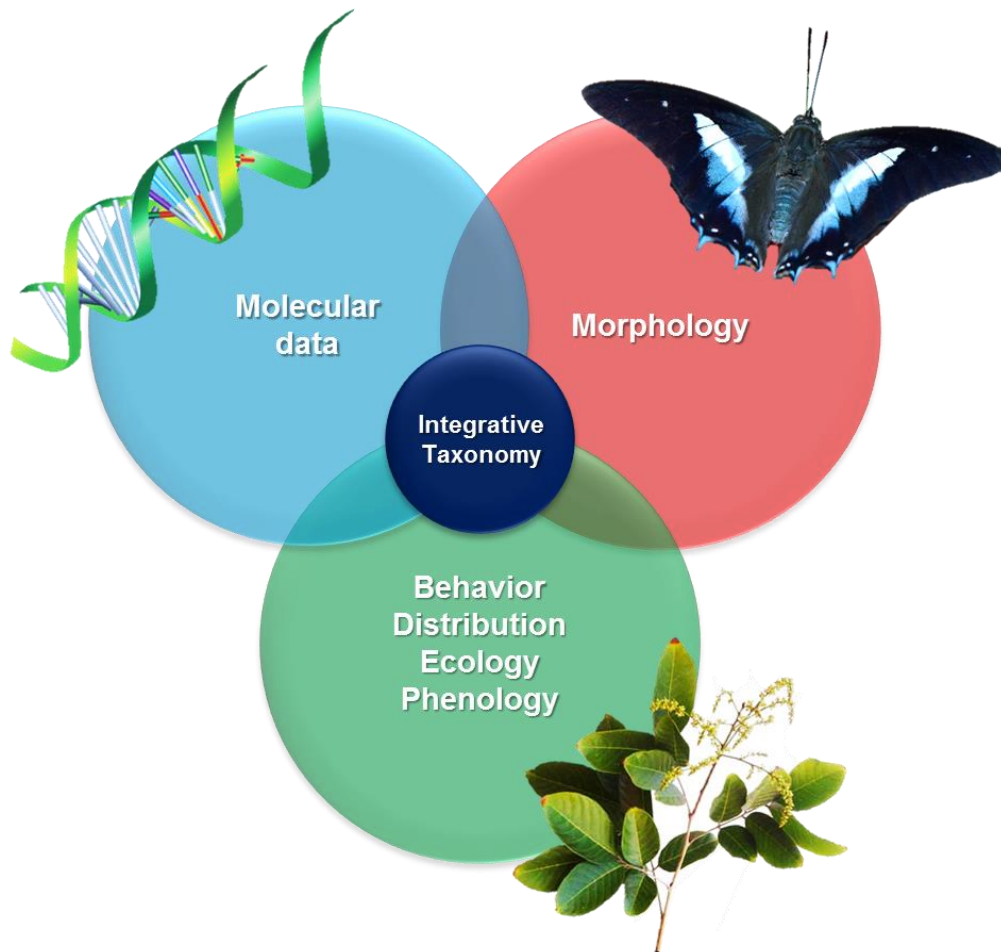 Molecular
data
Morphology
Integrative
Taxonomy
Behavior
Distribution
Ecology
Phenology